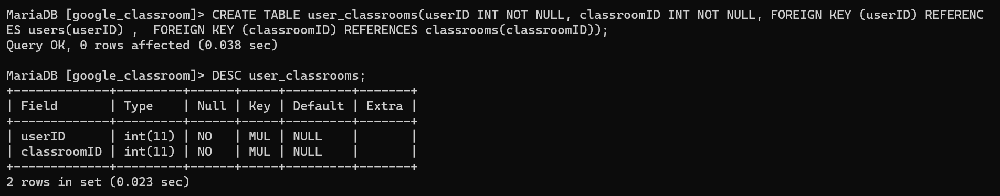 MariaDB [google_classroom]> CREATE TABLE user_classrooms(userID INT NOT NULL, classroomID INT NOT NULL, FOREIGN KEY (userID) REFERENC
ES users(userID) ,  FOREIGN KEY (classroomID) REFERENCES classrooms(classroomID));
Query OK, 0 rows affected (0.038 sec)

MariaDB [google_classroom]> DESC user_classrooms;
+-------------+---------+------+-----+---------+-------+
| Field       | Type    | Null | Key | Default | Extra |
+-------------+---------+------+-----+---------+-------+
| userID      | int(11) | NO   | MUL | NULL    |       |
| classroomID | int(11) | NO   | MUL | NULL    |       |
+-------------+---------+------+-----+---------+-------+
2 rows in set (0.023 sec)